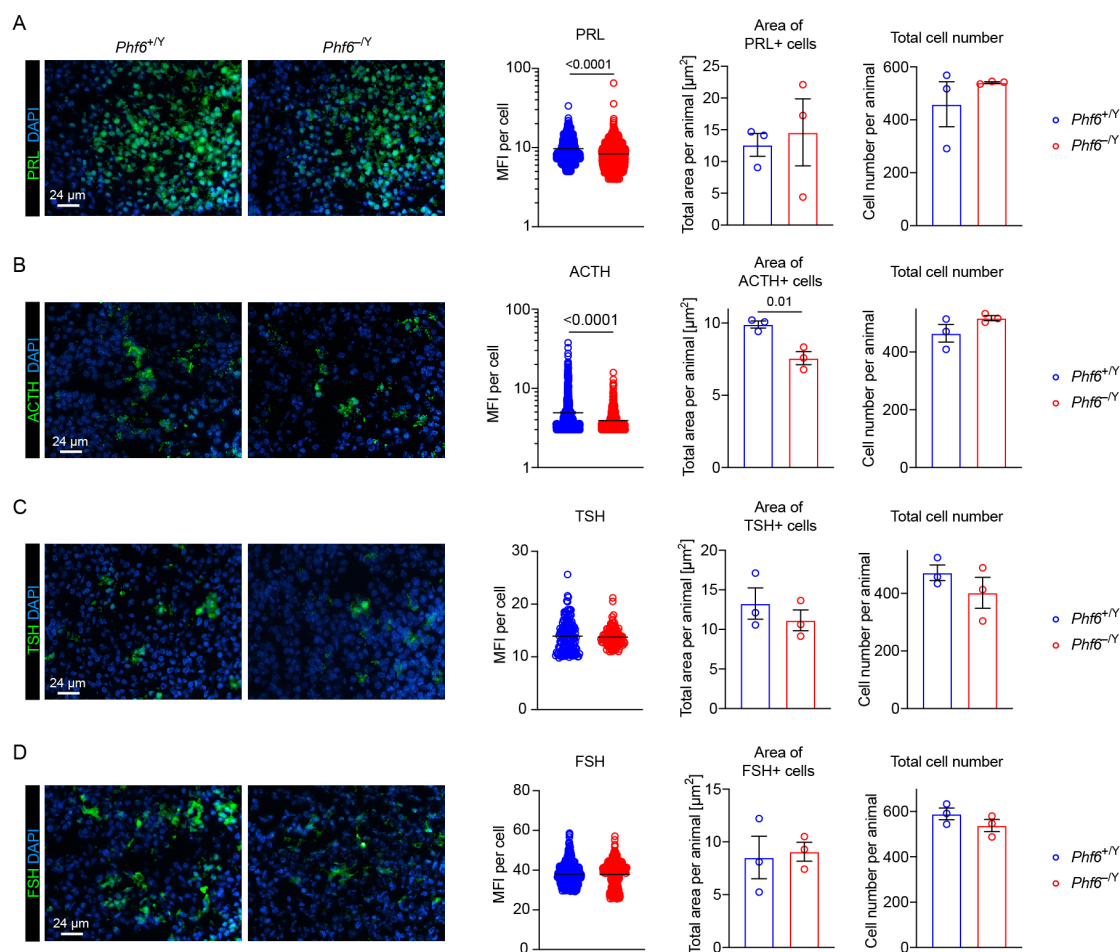 A
Phf6+/Y
Phf6–/Y
PRL DAPI
24 µm
PRL
<0.0001
MFI per cell
100
10
1
Area of
PRL+ cells
Total area per animal [µm²]
25
20
15
10
5
0
Total cell number
Cell number per animal
600
400
200
0
Phf6+/Y
Phf6–/Y
B
ACTH DAPI
24 µm
ACTH
<0.0001
MFI per cell
100
10
1
Area of
ACTH+ cells
0.01
Total area per animal [µm²]
10
5
0
Total cell number
Cell number per animal
400
200
0
Phf6+/Y
Phf6–/Y
C
TSH DAPI
24 µm
TSH
MFI per cell
30
20
10
0
Area of
TSH+ cells
Total area per animal [µm²]
20
15
10
5
0
Total cell number
Cell number per animal
400
200
0
Phf6+/Y
Phf6–/Y
D
FSH DAPI
24 µm
FSH
MFI per cell
80
60
40
20
0
Area of
FSH+ cells
Total area per animal [µm²]
15
10
5
0
Total cell number
Cell number per animal
600
400
200
0
Phf6+/Y
Phf6–/Y